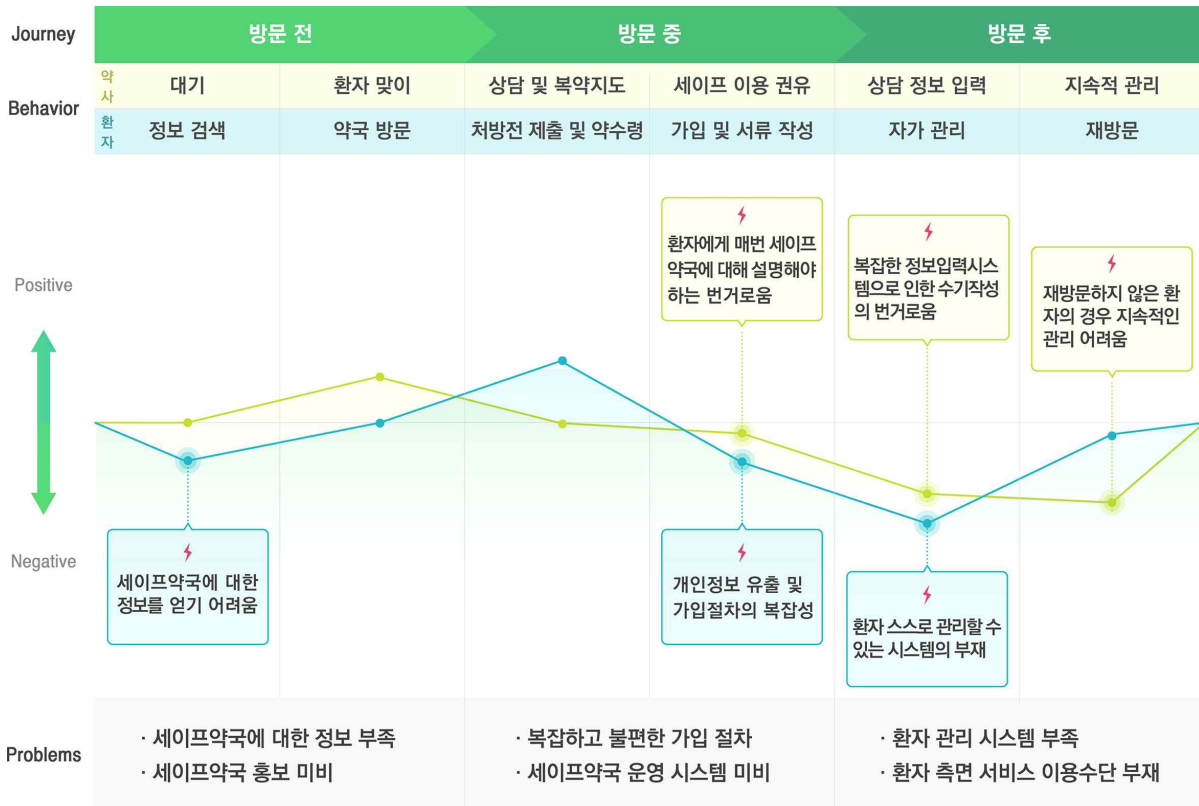 Journey
방문 전
방문 중
방문 후
Behavior
약사
대기
환자 맞이
상담 및 복약지도
세이프 이용 권유
상담 정보 입력
지속적 관리
환자
정보 검색
약국 방문
처방전 제출 및 약수령
가입 및 서류 작성
자가 관리
재방문
Positive
Negative
환자에게 매번 세이프
약국에 대해 설명해야
하는 번거로움
복잡한 정보입력시스
템으로 인한 수기작성
의 번거로움
재방문하지 않은 환
자의 경우 지속적인
관리 어려움
세이프약국에 대한
정보를 얻기 어려움
개인정보 유출 및
가입절차의 복잡성
환자 스스로 관리할 수
있는 시스템의 부재
Problems
· 세이프약국에 대한 정보 부족
· 세이프약국 홍보 미비
· 복잡하고 불편한 가입 절차
· 세이프약국 운영 시스템 미비
· 환자 관리 시스템 부족
· 환자 측면 서비스 이용수단 부재